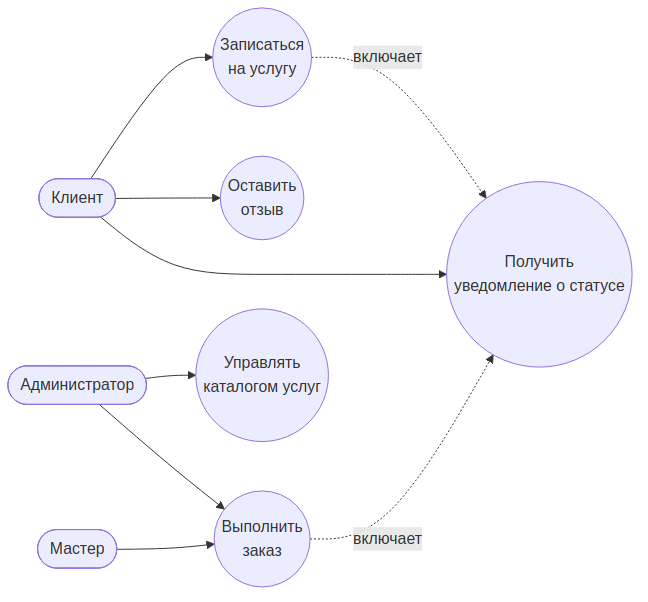 Записаться
на услугу
включает
Клиент
Оставить
отзыв
Получить
уведомление о статусе
Управлять
каталогом услуг
Администратор
Выполнить
заказ
включает
Мастер